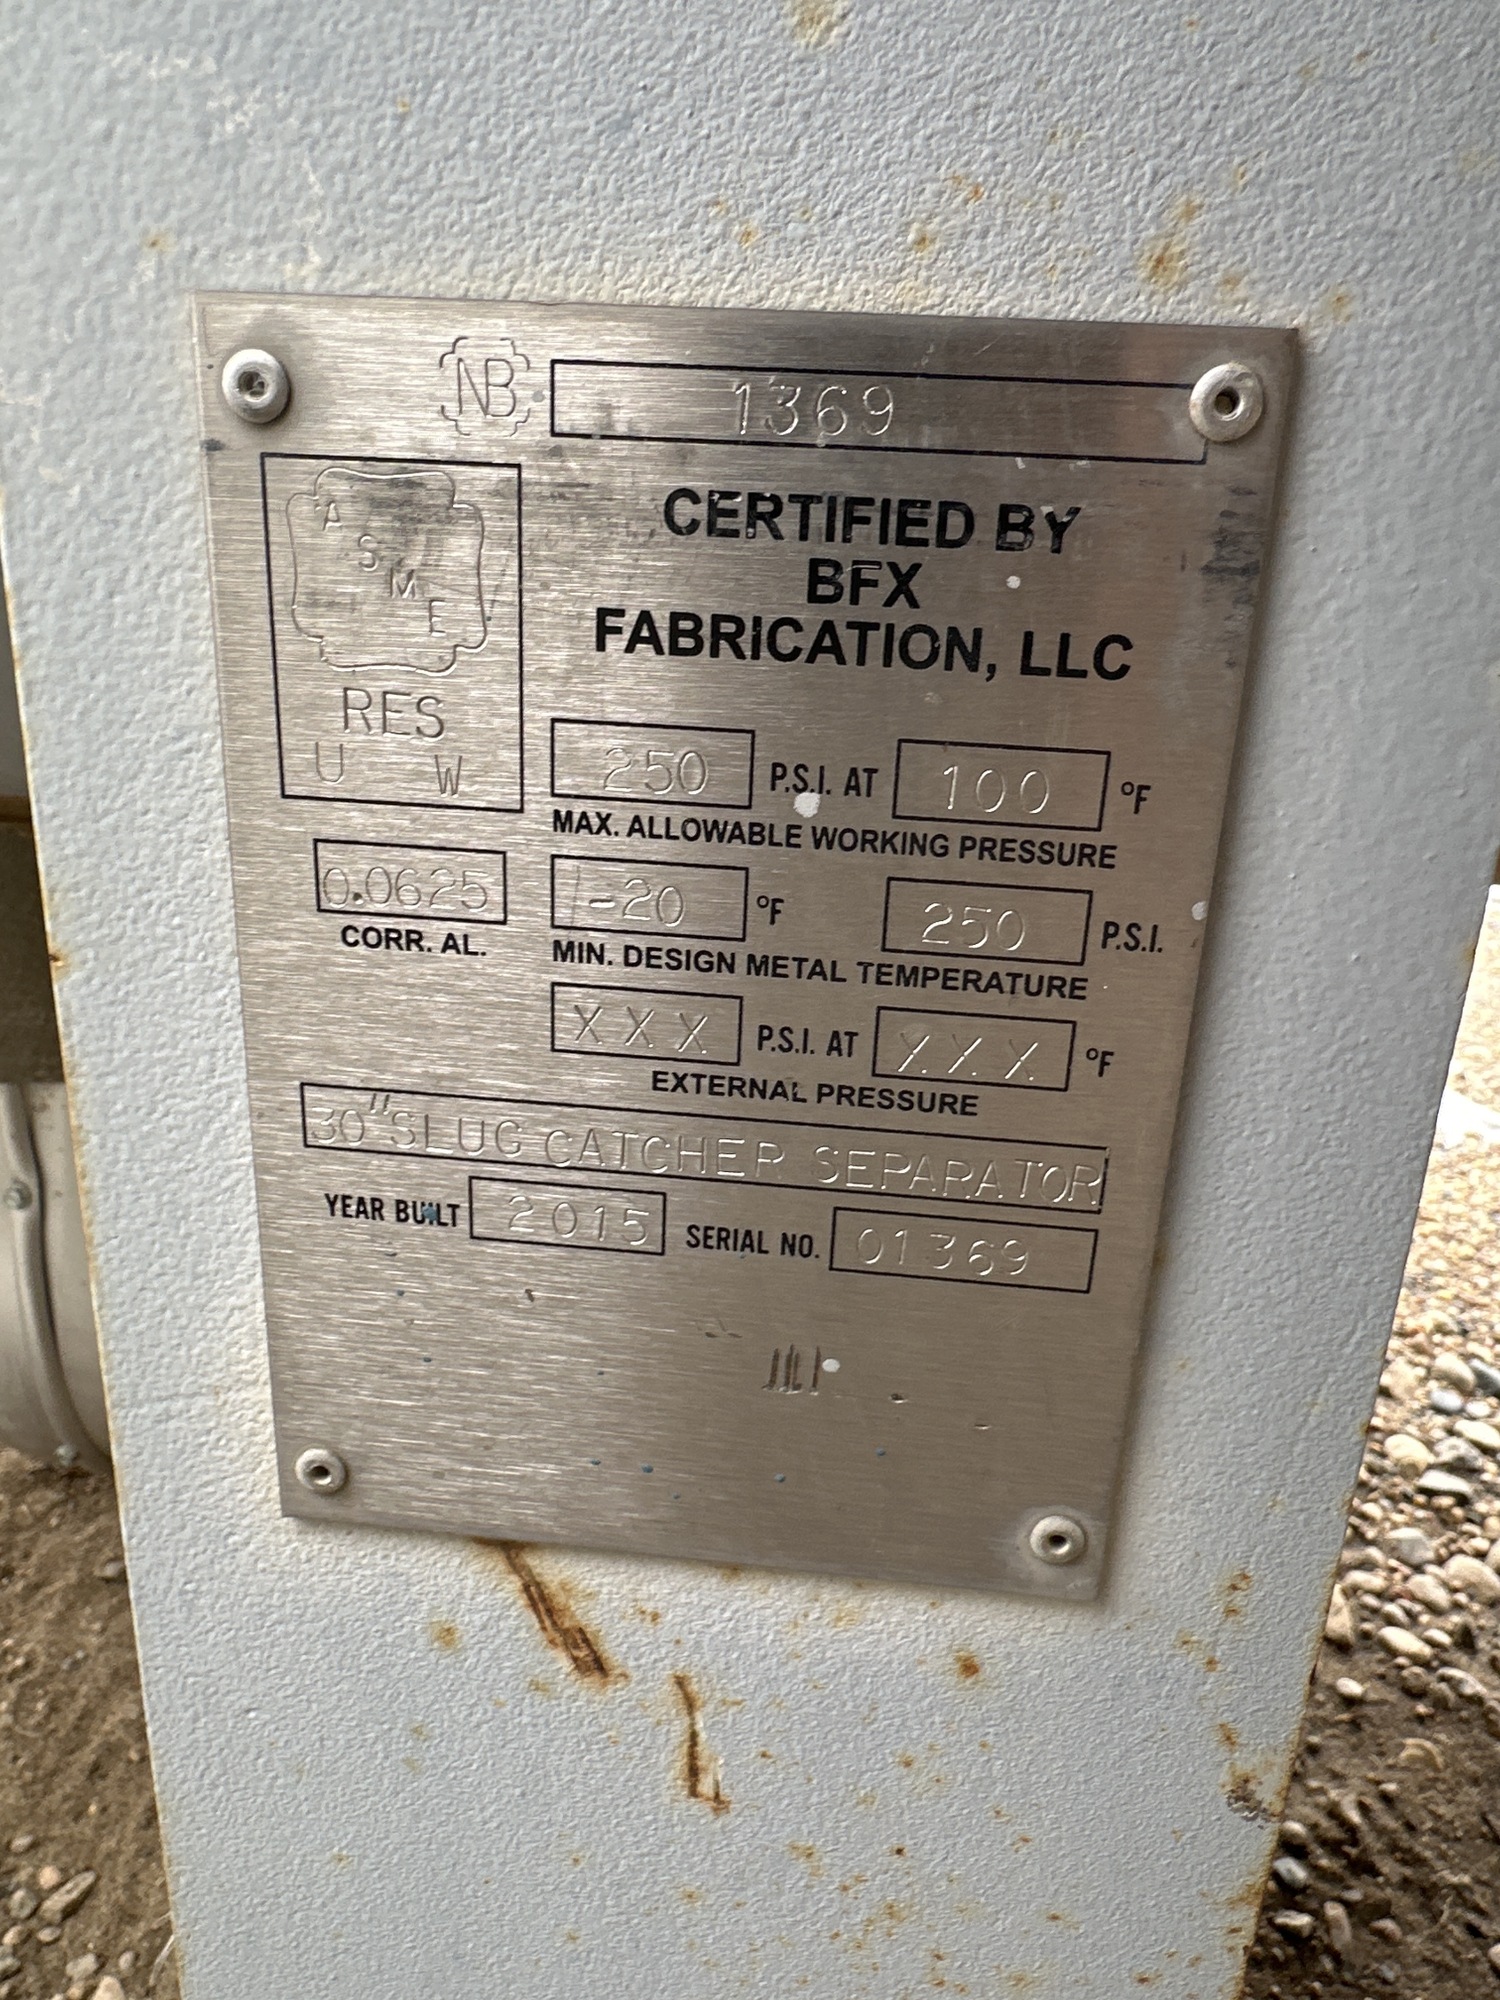 NB 1369
A S M E
RES
U W
CERTIFIED BY
BFX
FABRICATION, LLC
250 P.S.I. AT 100 °F
MAX. ALLOWABLE WORKING PRESSURE
0.0625
CORR. AL.
-20 °F 250 P.S.I.
MIN. DESIGN METAL TEMPERATURE
XXX P.S.I. AT XXX °F
EXTERNAL PRESSURE
30" SLUG CATCHER SEPARATOR
YEAR BUILT 2015 SERIAL NO. 01369